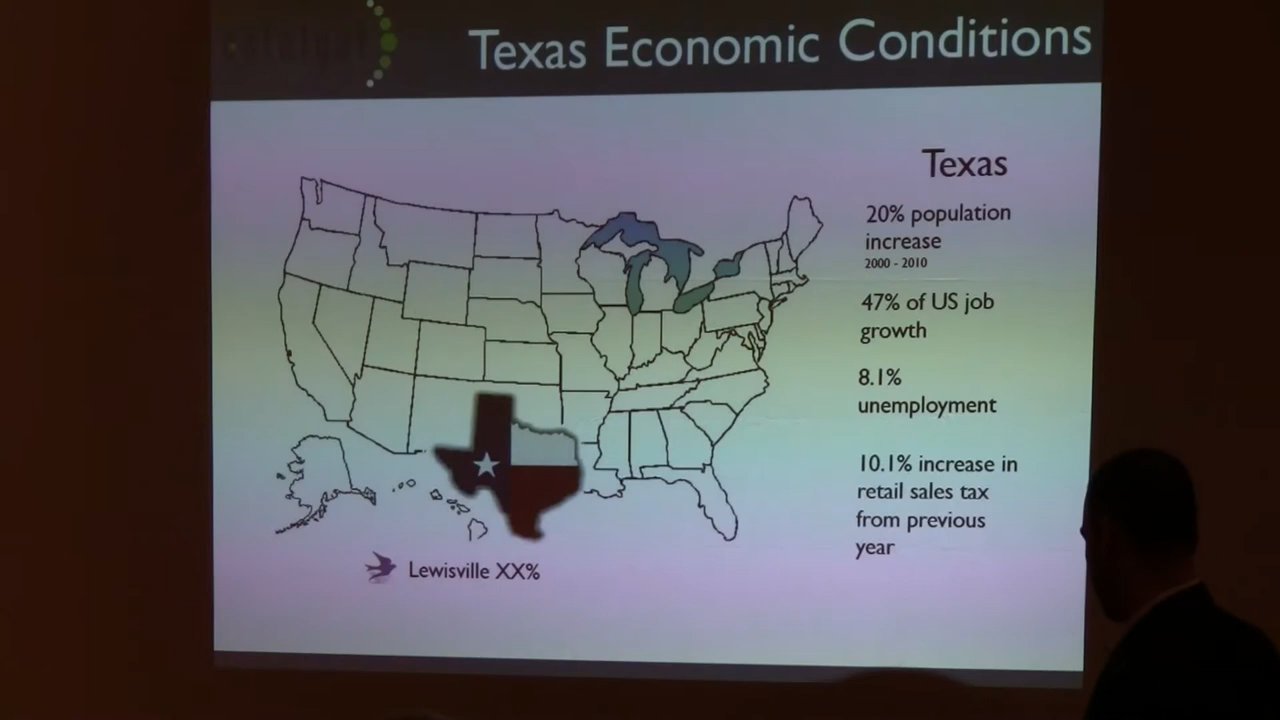 Texas Economic Conditions
Texas
20% population
increase
2000 - 2010
47% of US job
growth
8.1%
unemployment
10.1% increase in
retail sales tax
from previous
year
Lewisville XX%